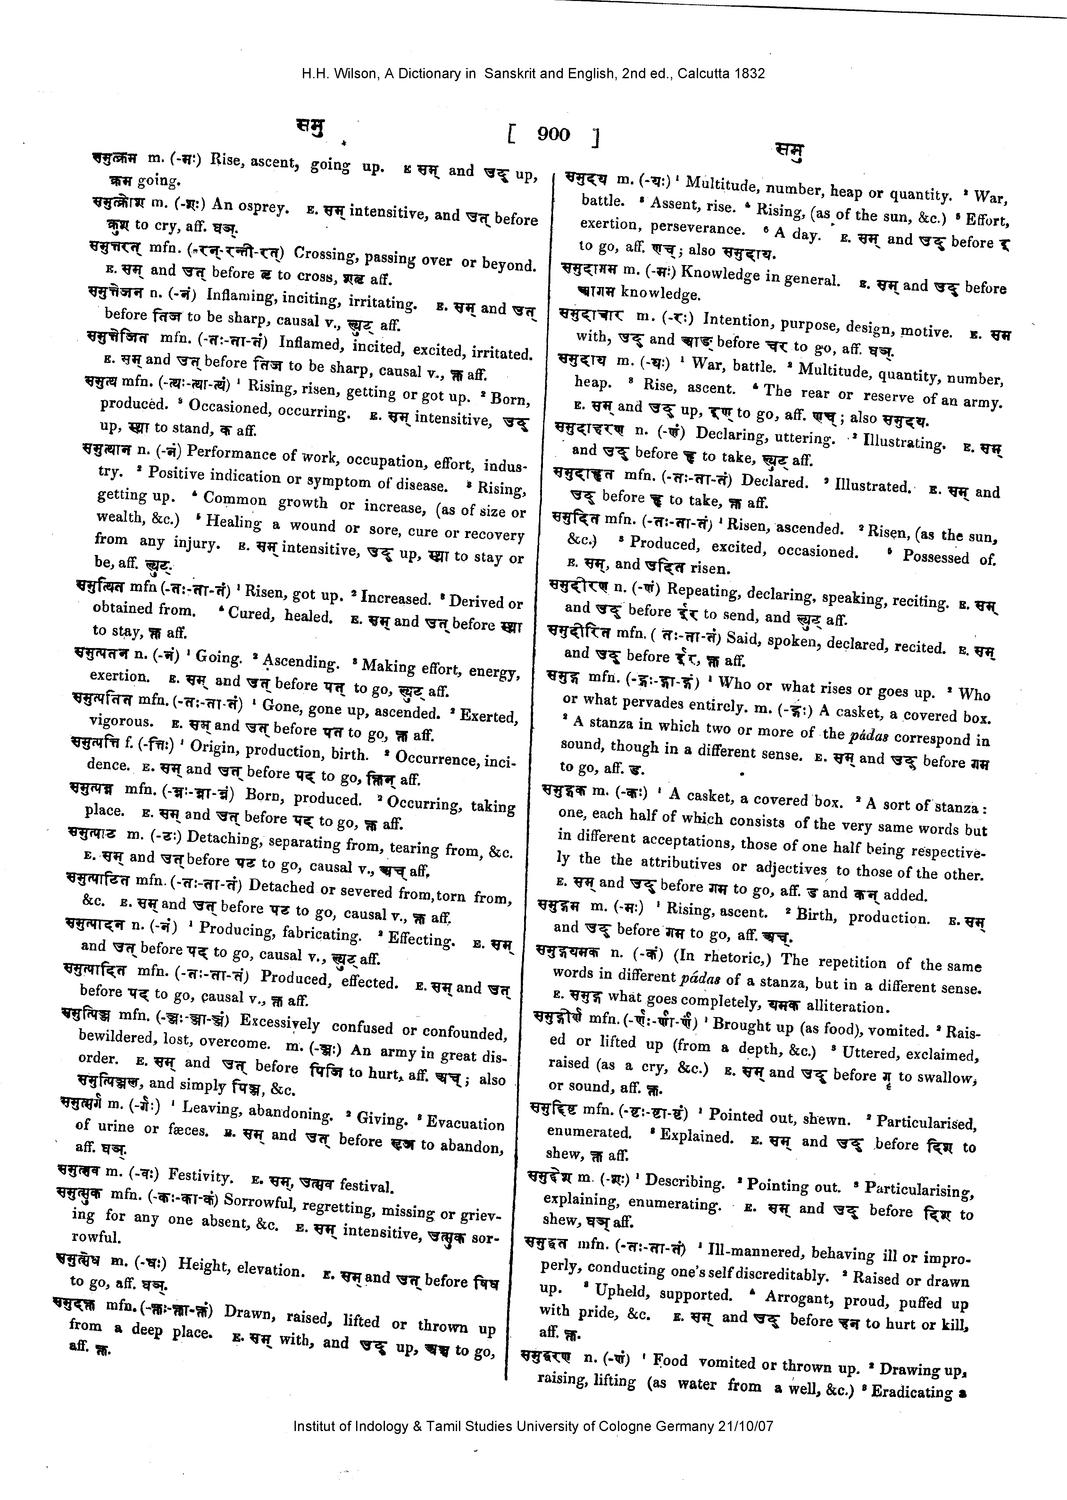 H.H. Wilson, A Dictionary in Sanskrit and English, 2nd ed., Calcutta 1832
समु
[ 900 ]
समु
समुत्क्रम m. (-मः) Rise, ascent, going up. E सम् and उद् up,
क्रम going.
समुत्क्रोश m. (-शः) An osprey. E. सम् intensitive, and उत् before
क्रुश to cry, aff. घञ्.
समुत्तरत् mfn. (-रन्-रन्ती-रत्) Crossing, passing over or beyond.
E. सम् and उत् before तॄ to cross, शतृ aff.
समुत्तेजन n. (-नं) Inflaming, inciting, irritating. E. सम् and उत्
before तिज to be sharp, causal v., ल्युट् aff.
समुत्तेजित mfn. (-तः-ता-तं) Inflamed, incited, excited, irritated.
E. सम् and उत् before तिज to be sharp, causal v., क्त aff.
समुत्थ mfn. (-त्थः-त्था-त्थं) ¹ Rising, risen, getting or got up. ² Born,
produced. ³ Occasioned, occurring. E. सम् intensitive, उद्
up, स्था to stand, क aff.
समुत्थान n. (-नं) Performance of work, occupation, effort, indus-
try. ² Positive indication or symptom of disease. ³ Rising,
getting up. ⁴ Common growth or increase, (as of size or
wealth, &c.) ⁵ Healing a wound or sore, cure or recovery
from any injury. E. सम् intensitive, उद् up, स्था to stay or
be, aff. ल्युट्.
समुत्थित mfn (-तः-ता-तं) ¹ Risen, got up. ² Increased. ³ Derived or
obtained from. ⁴ Cured, healed. E. सम् and उत् before स्था
to stay, क्त aff.
समुत्पतन n. (-नं) ¹ Going. ² Ascending. ³ Making effort, energy,
exertion. E. सम् and उत् before पत् to go, ल्युट् aff.
समुत्पतित mfn. (-तः-ता-तं) ¹ Gone, gone up, ascended. ² Exerted,
vigorous. E. सम् and उत् before पत to go, क्त aff.
समुत्पत्ति f. (-त्तिः) ¹ Origin, production, birth. ² Occurrence, inci-
dence. E. सम् and उत् before पद् to go, क्तिन् aff.
समुत्पन्न mfn. (-न्नः-न्ना-न्नं) Born, produced. ² Occurring, taking
place. E. सम् and उत् before पद् to go, क्त aff.
समुत्पाट m. (-टः) Detaching, separating from, tearing from, &c.
E. सम् and उत् before पट to go, causal v., अच् aff.
समुत्पाटित mfn. (-तः-ता-तं) Detached or severed from, torn from,
&c. E. सम् and उत् before पट to go, causal v., क्त aff.
समुत्पादन n. (-नं) ¹ Producing, fabricating. ² Effecting. E. सम्
and उत् before पद् to go, causal v., ल्युट् aff.
समुत्पादित mfn. (-तः-ता-तं) Produced, effected. E. सम् and उत्
before पद् to go, causal v., क्त aff.
समुत्पिञ्ज mfn. (-ञ्जः-ञ्जा-ञ्जं) Excessively confused or confounded,
bewildered, lost, overcome. m. (-ञ्जः) An army in great dis-
order. E. सम् and उत् before पिजि to hurt, aff. अच्; also
समुत्पिञ्जल, and simply पिञ्ज, &c.
समुत्सर्ग m. (-र्गः) ¹ Leaving, abandoning. ² Giving. ³ Evacuation
of urine or fæces. E. सम् and उत् before सृज to abandon,
aff. घञ्.
समुत्सव m. (-वः) Festivity. E. सम्, उत्सव festival.
समुत्सुक mfn. (-कः-का-कं) Sorrowful, regretting, missing or griev-
ing for any one absent, &c. E. सम् intensitive, उत्सुक sor-
rowful.
समुत्सेध m. (-धः) Height, elevation. E. सम् and उत् before षिध
to go, aff. घञ्.
समुदक्त mfn. (-क्तः-क्ता-क्तं) Drawn, raised, lifted or thrown up
from a deep place. E. सम् with, and उद् up, अञ्च to go,
aff. क्त.
समुदय m. (-यः) ¹ Multitude, number, heap or quantity. ² War,
battle. ³ Assent, rise. ⁴ Rising, (as of the sun, &c.) ⁵ Effort,
exertion, perseverance. ⁶ A day. E. सम् and उद् before इ
to go, aff. अच्; also समुदाय.
समुदागम m. (-मः) Knowledge in general. E. सम् and उद् before
आगम knowledge.
समुदाचार m. (-रः) Intention, purpose, design, motive. E. सम
with, उद् and आङ् before चर to go, aff. घञ्.
समुदाय m. (-यः) ¹ War, battle. ² Multitude, quantity, number,
heap. ³ Rise, ascent. ⁴ The rear or reserve of an army.
E. सम् and उद् up, इण् to go, aff. अच्; also समुदय.
समुदाहरण n. (-णं) Declaring, uttering. ² Illustrating. E. सम्
and उद् before हृ to take, ल्युट् aff.
समुदाहृत mfn. (-तः-ता-तं) Declared. ² Illustrated. E. सम् and
उद् before हृ to take, क्त aff.
समुदित mfn. (-तः-ता-तं) ¹ Risen, ascended. ² Risen, (as the sun,
&c.) ³ Produced, excited, occasioned. ⁴ Possessed of.
E. सम्, and उदित risen.
समुदीरण n. (-णं) Repeating, declaring, speaking, reciting. E. सम्
and उद् before ईर to send, and ल्युट् aff.
समुदीरित mfn. ( तः-ता-तं) Said, spoken, declared, recited. E. सम्
and उद् before ईर, क्त aff.
समुद्ग mfn. (-द्गः-द्गा-द्गं) ¹ Who or what rises or goes up. ² Who
or what pervades entirely. m. (-द्गः) A casket, a covered box.
² A stanza in which two or more of the pádas correspond in
sound, though in a different sense. E. सम् and उद् before गम
to go, aff. ड.
समुद्गक m. (-कः) ¹ A casket, a covered box. ² A sort of stanza:
one, each half of which consists of the very same words but
in different acceptations, those of one half being respective-
ly the the attributives or adjectives to those of the other.
E. सम् and उद् before गम to go, aff. ड and कन् added.
समुद्गम m. (-मः) ¹ Rising, ascent. ² Birth, production. E. सम्
and उद् before गम to go, aff. अच्.
समुद्गयमक n. (-कं) (In rhetoric,) The repetition of the same
words in different pádas of a stanza, but in a different sense.
E. समुद्ग what goes completely, यमक alliteration.
समुद्गीर्ण mfn. (-र्णः-र्णा-र्णं) ¹ Brought up (as food), vomited. ² Rais-
ed or lifted up (from a depth, &c.) ³ Uttered, exclaimed,
raised (as a cry, &c.) E. सम् and उद् before गॄ to swallow,
or sound, aff. क्त.
समुद्दिष्ट mfn. (-ष्टः-ष्टा-ष्टं) ¹ Pointed out, shewn. ² Particularised,
enumerated. ³ Explained. E. सम् and उद् before दिश to
shew, क्त aff.
समुद्देश m. (-शः) ¹ Describing. ² Pointing out. ³ Particularising,
explaining, enumerating. E. सम् and उद् before दिश to
shew, घञ् aff.
समुद्धत mfn. (-तः-ता-तं) ¹ Ill-mannered, behaving ill or impro-
perly, conducting one's self discreditably. ² Raised or drawn
up. ³ Upheld, supported. ⁴ Arrogant, proud, puffed up
with pride, &c. E. सम् and उद् before हन to hurt or kill,
aff. क्त.
समुद्धरण n. (-णं) ¹ Food vomited or thrown up. ² Drawing up,
raising, lifting (as water from a well, &c.) ³ Eradicating a
Institut of Indology & Tamil Studies University of Cologne Germany 21/10/07